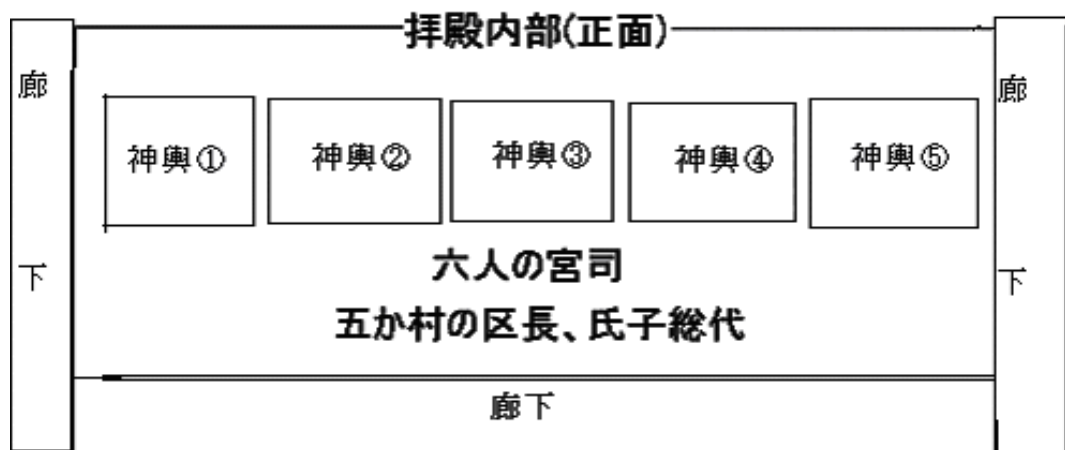 拝殿内部(正面)
廊下
神輿① 神輿② 神輿③ 神輿④ 神輿⑤
廊下
六人の宮司
五か村の区長、氏子総代
廊下